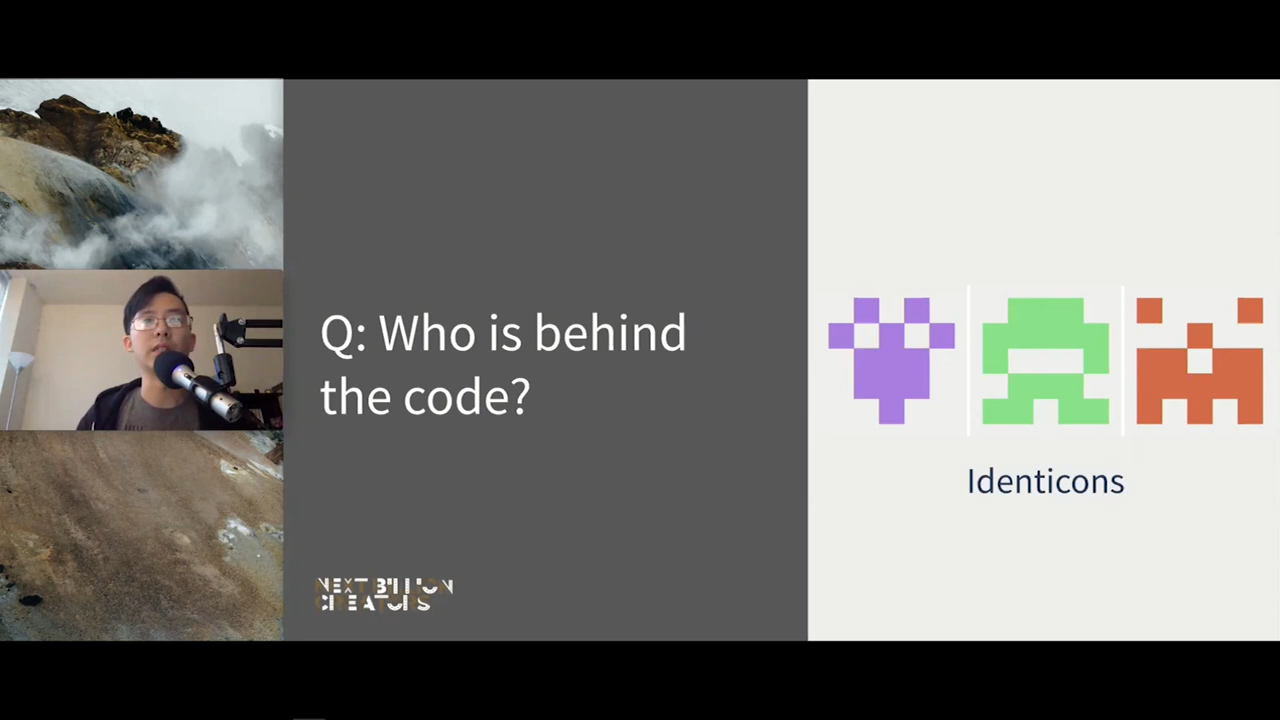 Q: Who is behind
the code?
Identicons
NEXT BILLION
CREATORS